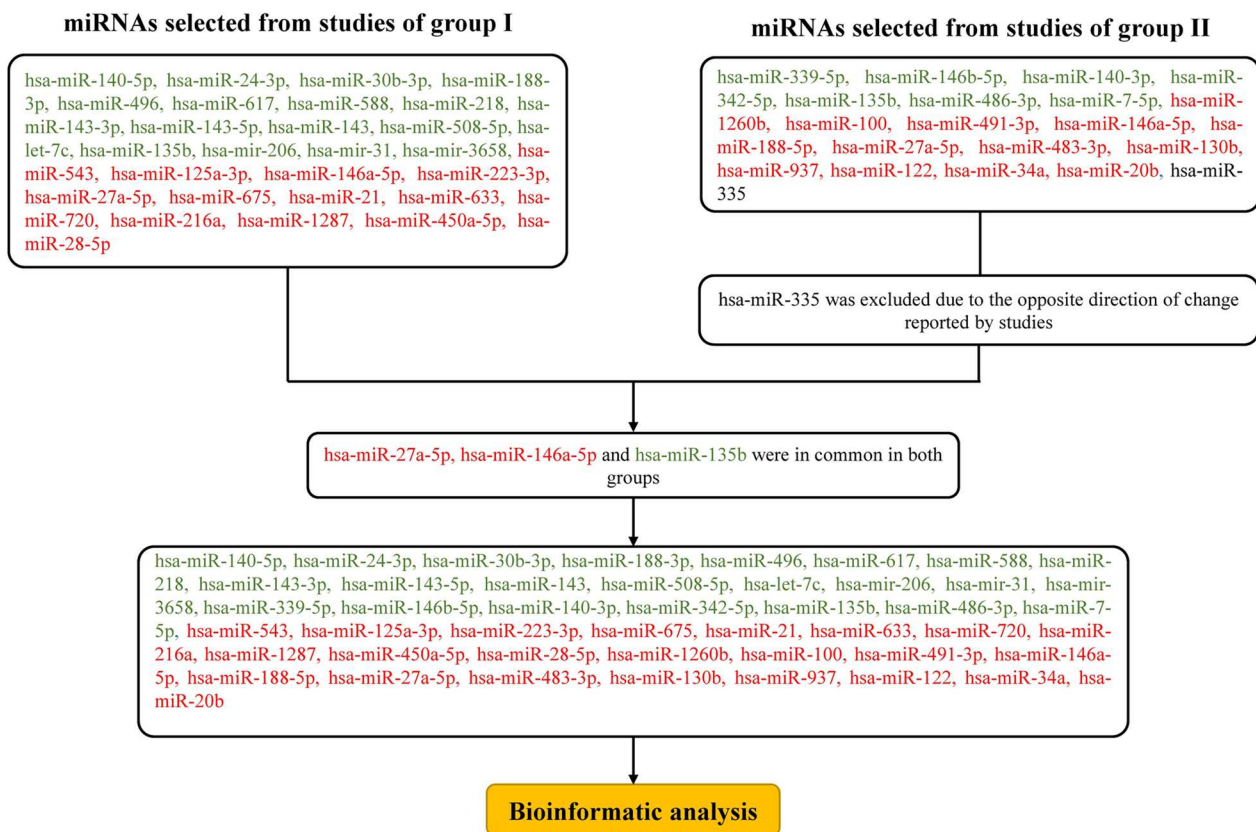 miRNAs selected from studies of group I
hsa-miR-140-5p, hsa-miR-24-3p, hsa-miR-30b-3p, hsa-miR-188-
3p, hsa-miR-496, hsa-miR-617, hsa-miR-588, hsa-miR-218, hsa-
miR-143-3p, hsa-miR-143-5p, hsa-miR-143, hsa-miR-508-5p, hsa-
let-7c, hsa-miR-135b, hsa-mir-206, hsa-mir-31, hsa-mir-3658, hsa-
miR-543, hsa-miR-125a-3p, hsa-miR-146a-5p, hsa-miR-223-3p,
hsa-miR-27a-5p, hsa-miR-675, hsa-miR-21, hsa-miR-633, hsa-
miR-720, hsa-miR-216a, hsa-miR-1287, hsa-miR-450a-5p, hsa-
miR-28-5p
miRNAs selected from studies of group II
hsa-miR-339-5p, hsa-miR-146b-5p, hsa-miR-140-3p, hsa-miR-
342-5p, hsa-miR-135b, hsa-miR-486-3p, hsa-miR-7-5p, hsa-miR-
1260b, hsa-miR-100, hsa-miR-491-3p, hsa-miR-146a-5p, hsa-
miR-188-5p, hsa-miR-27a-5p, hsa-miR-483-3p, hsa-miR-130b,
hsa-miR-937, hsa-miR-122, hsa-miR-34a, hsa-miR-20b, hsa-miR-
335
hsa-miR-335 was excluded due to the opposite direction of change
reported by studies
hsa-miR-27a-5p, hsa-miR-146a-5p and hsa-miR-135b were in common in both
groups
hsa-miR-140-5p, hsa-miR-24-3p, hsa-miR-30b-3p, hsa-miR-188-3p, hsa-miR-496, hsa-miR-617, hsa-miR-588, hsa-miR-
218, hsa-miR-143-3p, hsa-miR-143-5p, hsa-miR-143, hsa-miR-508-5p, hsa-let-7c, hsa-mir-206, hsa-mir-31, hsa-mir-
3658, hsa-miR-339-5p, hsa-miR-146b-5p, hsa-miR-140-3p, hsa-miR-342-5p, hsa-miR-135b, hsa-miR-486-3p, hsa-miR-7-
5p, hsa-miR-543, hsa-miR-125a-3p, hsa-miR-223-3p, hsa-miR-675, hsa-miR-21, hsa-miR-633, hsa-miR-720, hsa-miR-
216a, hsa-miR-1287, hsa-miR-450a-5p, hsa-miR-28-5p, hsa-miR-1260b, hsa-miR-100, hsa-miR-491-3p, hsa-miR-146a-
5p, hsa-miR-188-5p, hsa-miR-27a-5p, hsa-miR-483-3p, hsa-miR-130b, hsa-miR-937, hsa-miR-122, hsa-miR-34a, hsa-
miR-20b
Bioinformatic analysis